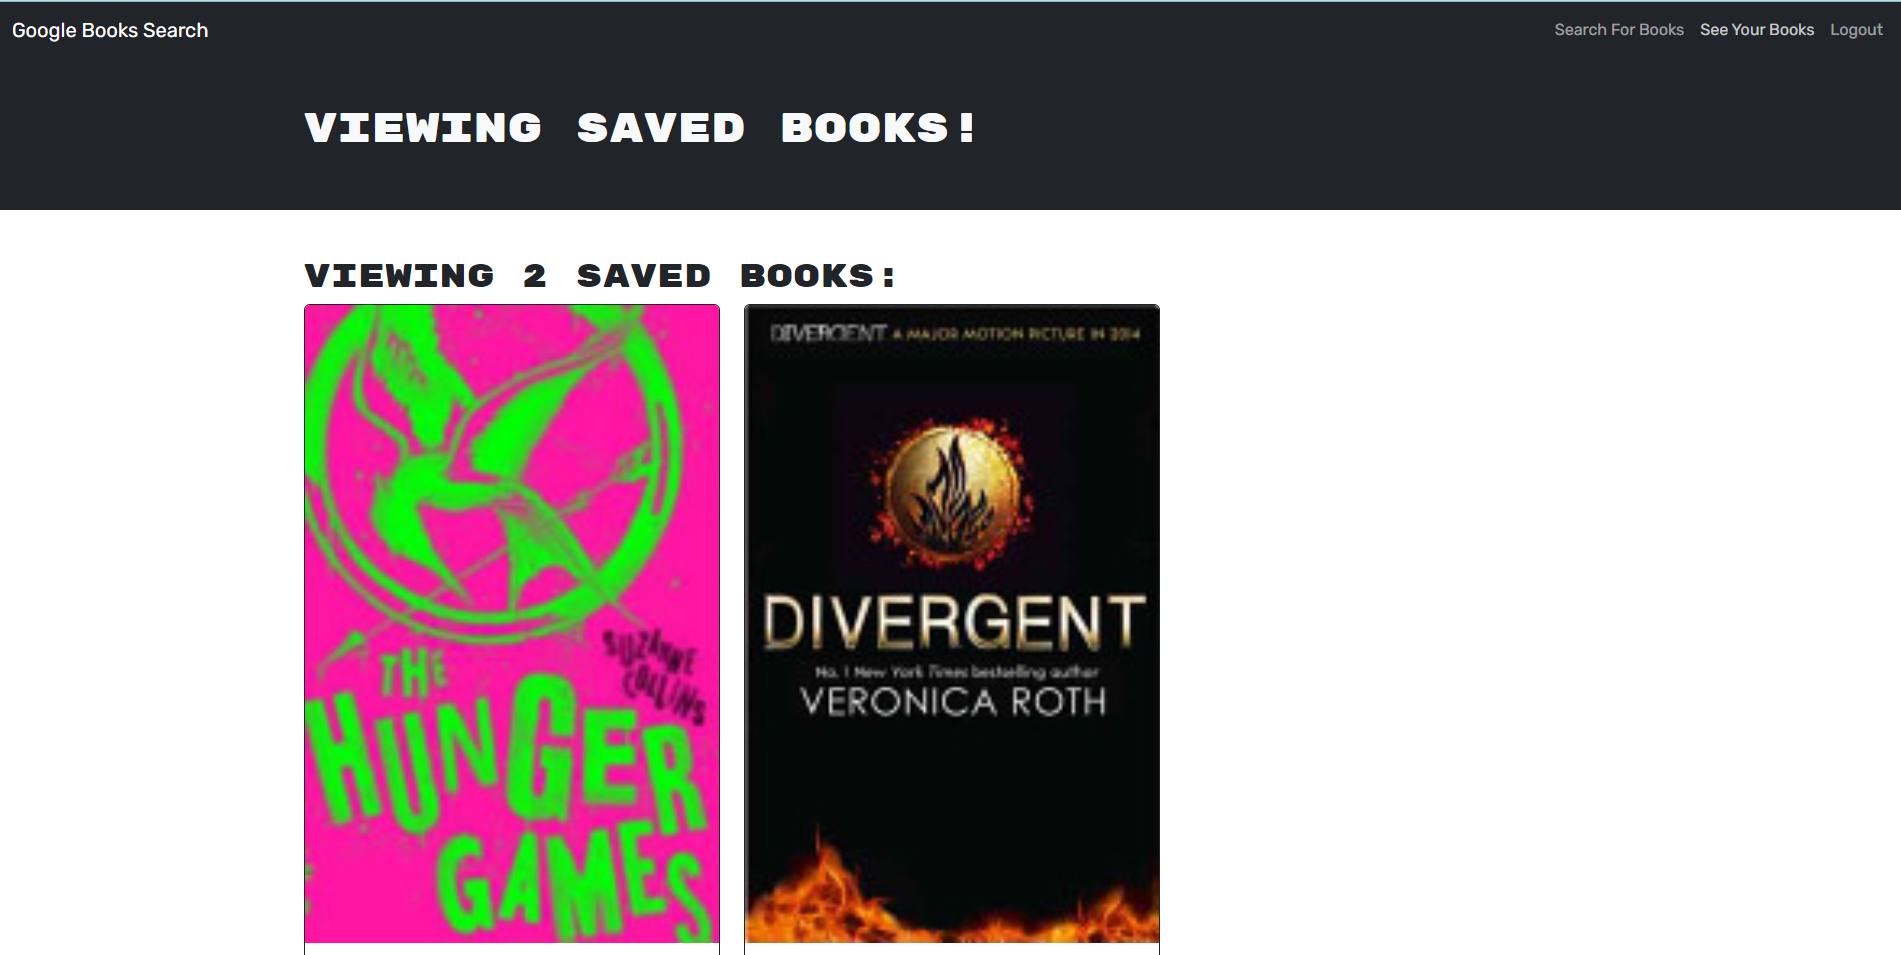 Google Books Search
Search For Books See Your Books Logout
VIEWING SAVED BOOKS!
VIEWING 2 SAVED BOOKS:
SUZANNE
COLLINS
THE
HUNGER
GAMES
DIVERGENT A MAJOR MOTION PICTURE IN 2014
DIVERGENT
No. 1 New York Times bestselling author
VERONICA ROTH